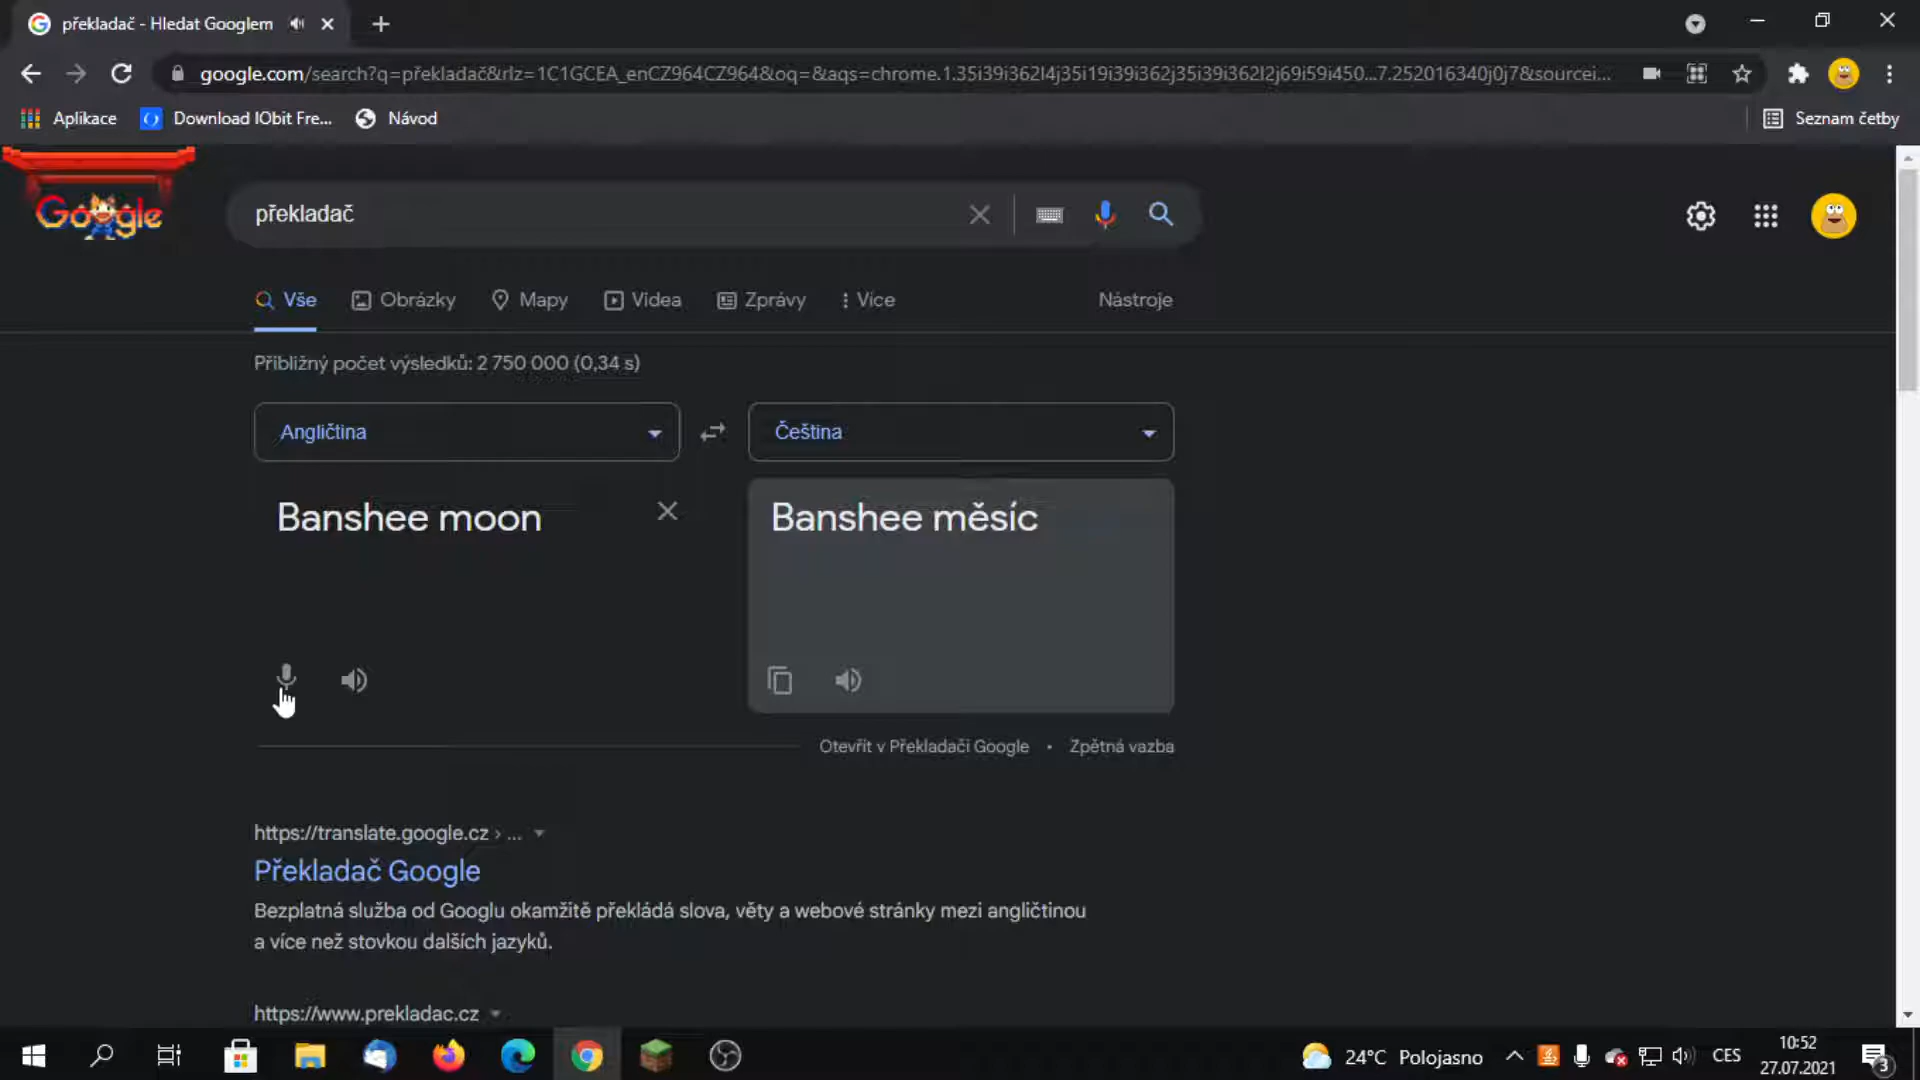 překladač - Hledat Googlem
google.com/search?q=překladač&rlz=1C1GCEA_enCZ964CZ964&oq=&aqs=chrome.1.35i39i362l4j35i19i39i362j35i39i362l2j69i59i450...7.252016340j0j7&sourcei...
Aplikace
Download IObit Fre...
Návod
Seznam četby
Google
překladač
Vše
Obrázky
Mapy
Videa
Zprávy
Více
Nástroje
Přibližný počet výsledků: 2 750 000 (0,34 s)
Angličtina
Čeština
Banshee moon
Banshee měsíc
Otevřít v Překladači Google • Zpětná vazba
https://translate.google.cz › ...
Překladač Google
Bezplatná služba od Googlu okamžitě překládá slova, věty a webové stránky mezi angličtinou
a více než stovkou dalších jazyků.
https://www.prekladac.cz
24°C Polojasno
CES
10:52
27.07.2021
3